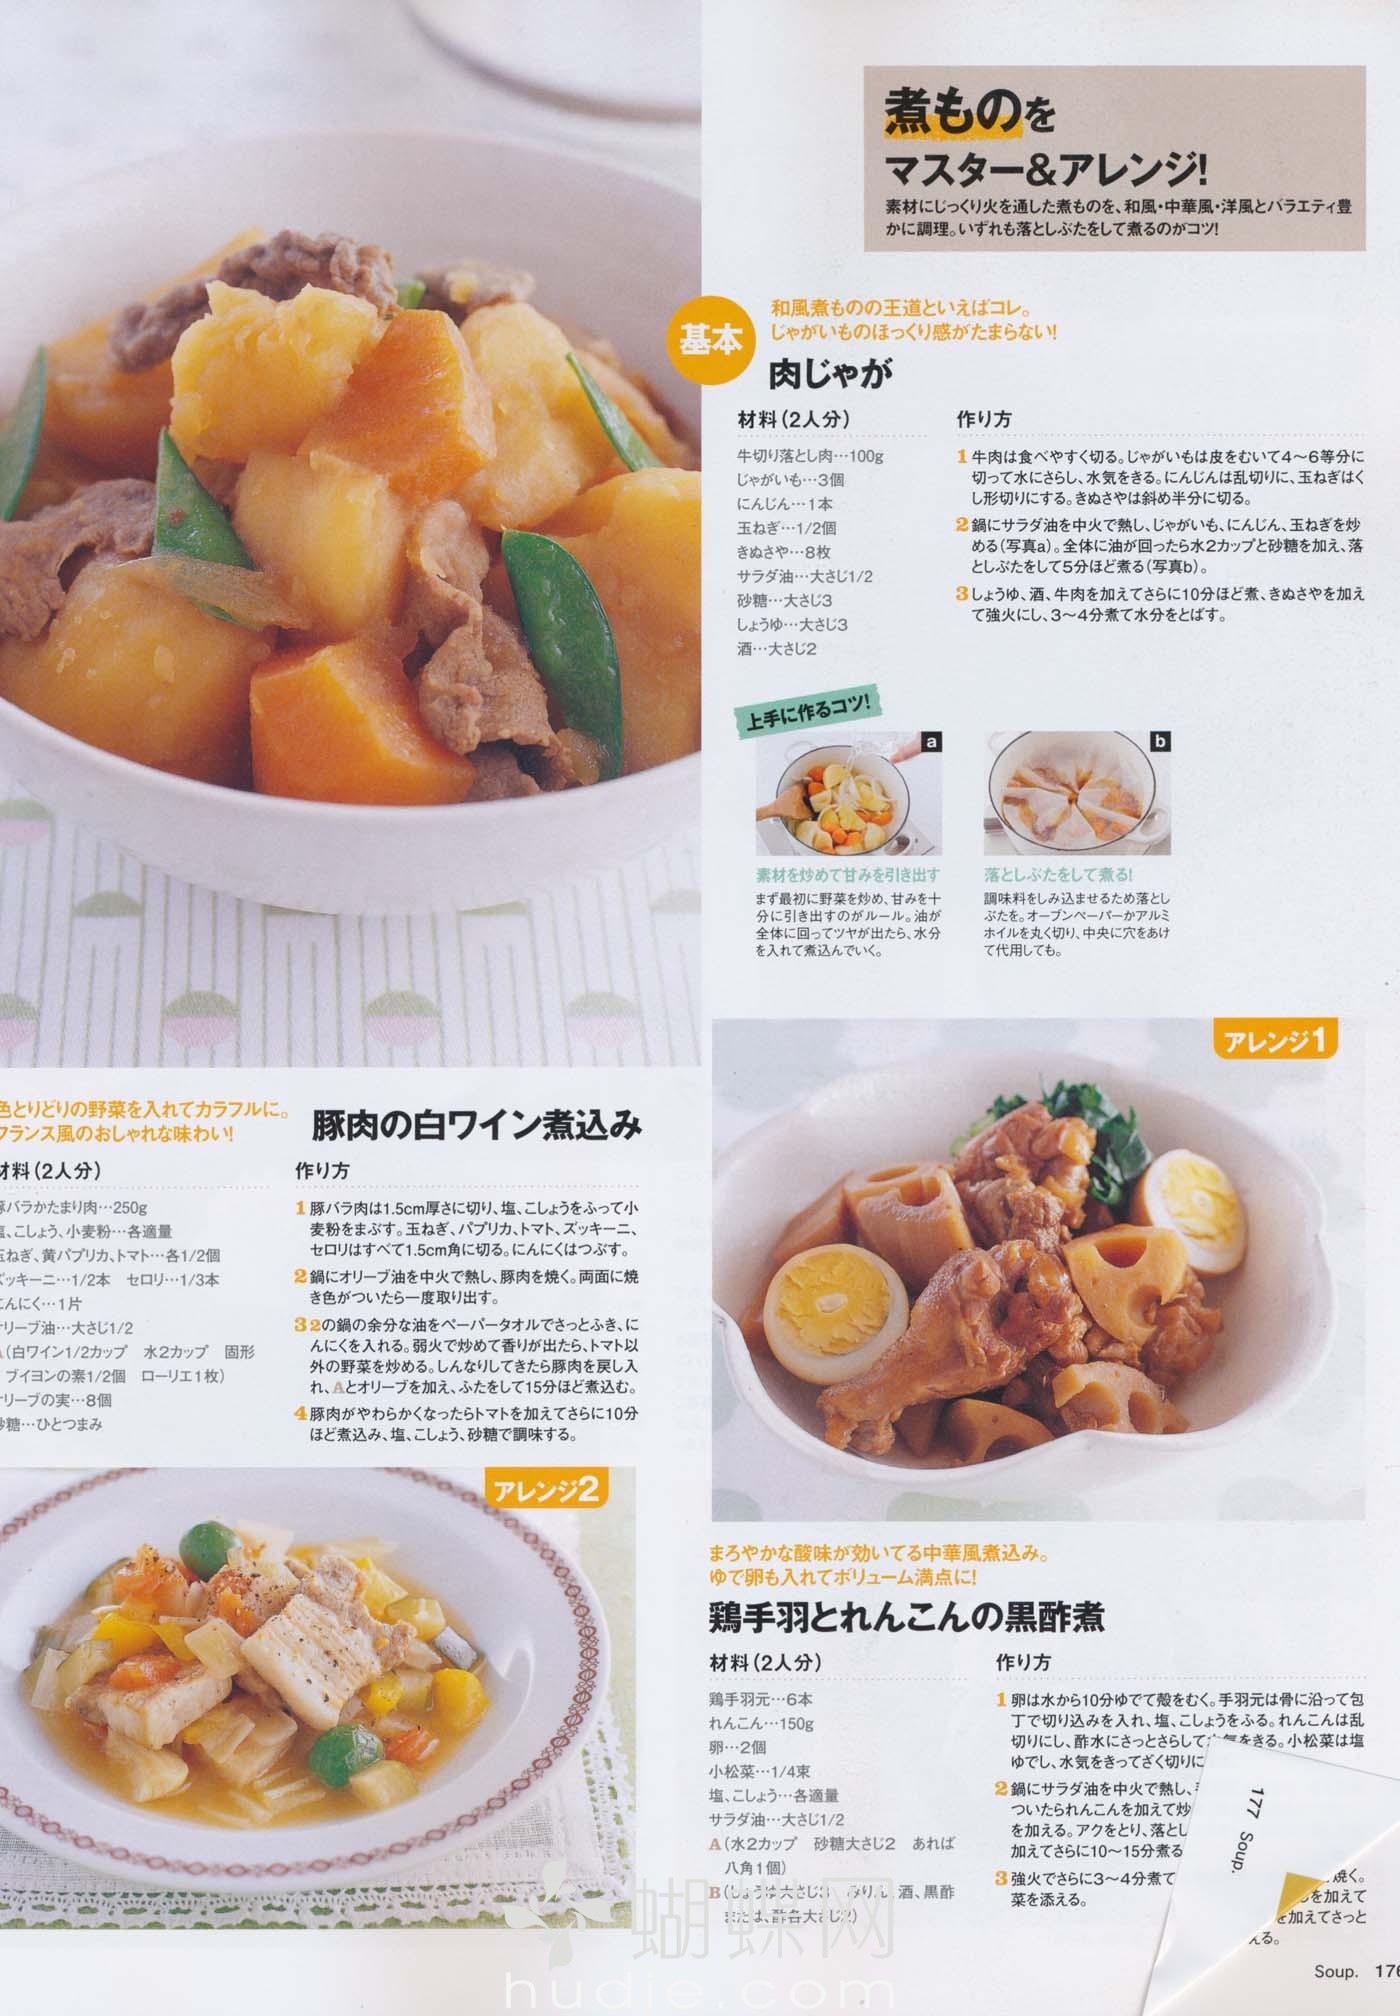 煮ものを
マスター&アレンジ!
素材にじっくり火を通した煮ものを、和風・中華風・洋風とバラエティ豊
かに調理。いずれも落としぶたをして煮るのがコツ!
基本
和風煮ものの王道といえばコレ。
じゃがいものほっくり感がたまらない!
肉じゃが
材料(2人分)
牛切り落とし肉…100g
じゃがいも…3個
にんじん…1本
玉ねぎ…1/2個
きぬさや…8枚
サラダ油…大さじ1/2
砂糖…大さじ3
しょうゆ…大さじ3
酒…大さじ2
作り方
1 牛肉は食べやすく切る。じゃがいもは皮をむいて4〜6等分に
切って水にさらし、水気をきる。にんじんは乱切りに、玉ねぎはく
し形切りにする。きぬさやは斜め半分に切る。
2 鍋にサラダ油を中火で熱し、じゃがいも、にんじん、玉ねぎを炒
める(写真a)。全体に油が回ったら水2カップと砂糖を加え、落
としぶたをして5分ほど煮る(写真b)。
3 しょうゆ、酒、牛肉を加えてさらに10分ほど煮、きぬさやを加え
て強火にし、3〜4分煮て水分をとばす。
上手に作るコツ!
a
素材を炒めて甘みを引き出す
まず最初に野菜を炒め、甘みを十
分に引き出すのがルール。油が
全体に回ってツヤが出たら、水分
を入れて煮込んでいく。
b
落としぶたをして煮る!
調味料をしみ込ませるため落とし
ぶたを。オーブンペーパーかアルミ
ホイルを丸く切り、中央に穴をあけ
て代用しても。
アレンジ1
まろやかな酸味が効いてる中華風煮込み。
ゆで卵も入れてボリューム満点に!
鶏手羽とれんこんの黒酢煮
材料(2人分)
鶏手羽元…6本
れんこん…150g
卵…2個
小松菜…1/4束
塩、こしょう…各適量
サラダ油…大さじ1/2
A(水2カップ 砂糖大さじ2 あれば
八角1個)
B(しょうゆ大さじ3 みりん、酒、黒酢
または、酢各大さじ2)
作り方
1 卵は水から10分ゆでて殻をむく。手羽元は骨に沿って包
丁で切り込みを入れ、塩、こしょうをふる。れんこんは乱
切りにし、酢水にさっとさらして水気をきる。小松菜は塩
ゆでし、水気をきってざく切りに
2 鍋にサラダ油を中火で熱し、
ついたられんこんを加えて炒
を加える。アクをとり、落とし
加えてさらに10〜15分煮る
3 強火でさらに3〜4分煮て
菜を添える。
焼く。
を加えて
を加えてさっと
える。
177 Soup.
Soup. 176
色とりどりの野菜を入れてカラフルに。
フランス風のおしゃれな味わい!
豚肉の白ワイン煮込み
材料(2人分)
豚バラかたまり肉…250g
塩、こしょう、小麦粉…各適量
玉ねぎ、黄パプリカ、トマト…各1/2個
ズッキーニ…1/2本 セロリ…1/3本
にんにく…1片
オリーブ油…大さじ1/2
A(白ワイン1/2カップ 水2カップ 固形
ブイヨンの素1/2個 ローリエ1枚)
オリーブの実…8個
砂糖…ひとつまみ
作り方
1 豚バラ肉は1.5cm厚さに切り、塩、こしょうをふって小
麦粉をまぶす。玉ねぎ、パプリカ、トマト、ズッキーニ、
セロリはすべて1.5cm角に切る。にんにくはつぶす。
2 鍋にオリーブ油を中火で熱し、豚肉を焼く。両面に焼
き色がついたら一度取り出す。
3 2の鍋の余分な油をペーパータオルでさっとふき、に
んにくを入れる。弱火で炒めて香りが出たら、トマト以
外の野菜を炒める。しんなりしてきたら豚肉を戻し入
れ、Aとオリーブを加え、ふたをして15分ほど煮込む。
4 豚肉がやわらかくなったらトマトを加えてさらに10分
ほど煮込み、塩、こしょう、砂糖で調味する。
アレンジ2
蝴蝶网
hudie.com